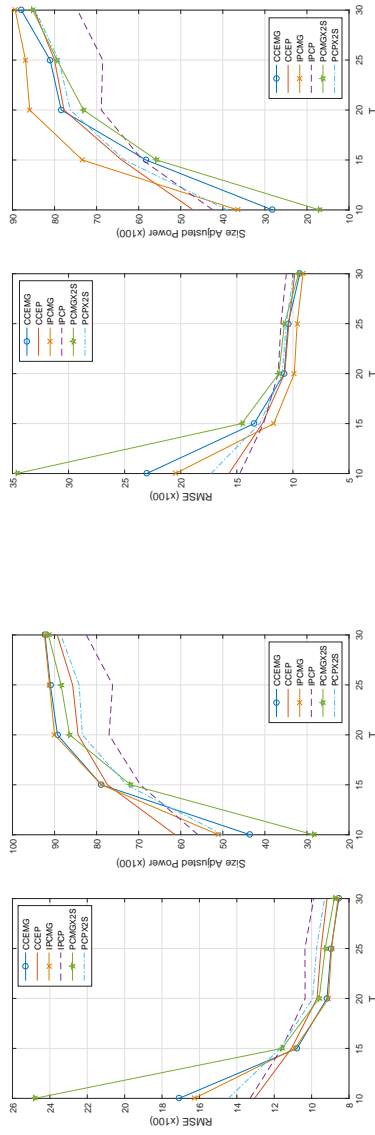 26
24
22
20
18
16
14
12
10
8
RMSE (x100)
10
15
20
25
30
T
CCEMG
CCEP
IPCMG
IPCP
PCMGX2S
PCPX2S
100
90
80
70
60
50
40
30
20
Size Adjusted Power (x100)
10
15
20
25
30
T
CCEMG
CCEP
IPCMG
IPCP
PCMGX2S
PCPX2S
35
30
25
20
15
10
5
RMSE (x100)
10
15
20
25
30
T
CCEMG
CCEP
IPCMG
IPCP
PCMGX2S
PCPX2S
90
80
70
60
50
40
30
20
10
Size Adjusted Power (x100)
10
15
20
25
30
T
CCEMG
CCEP
IPCMG
IPCP
PCMGX2S
PCPX2S